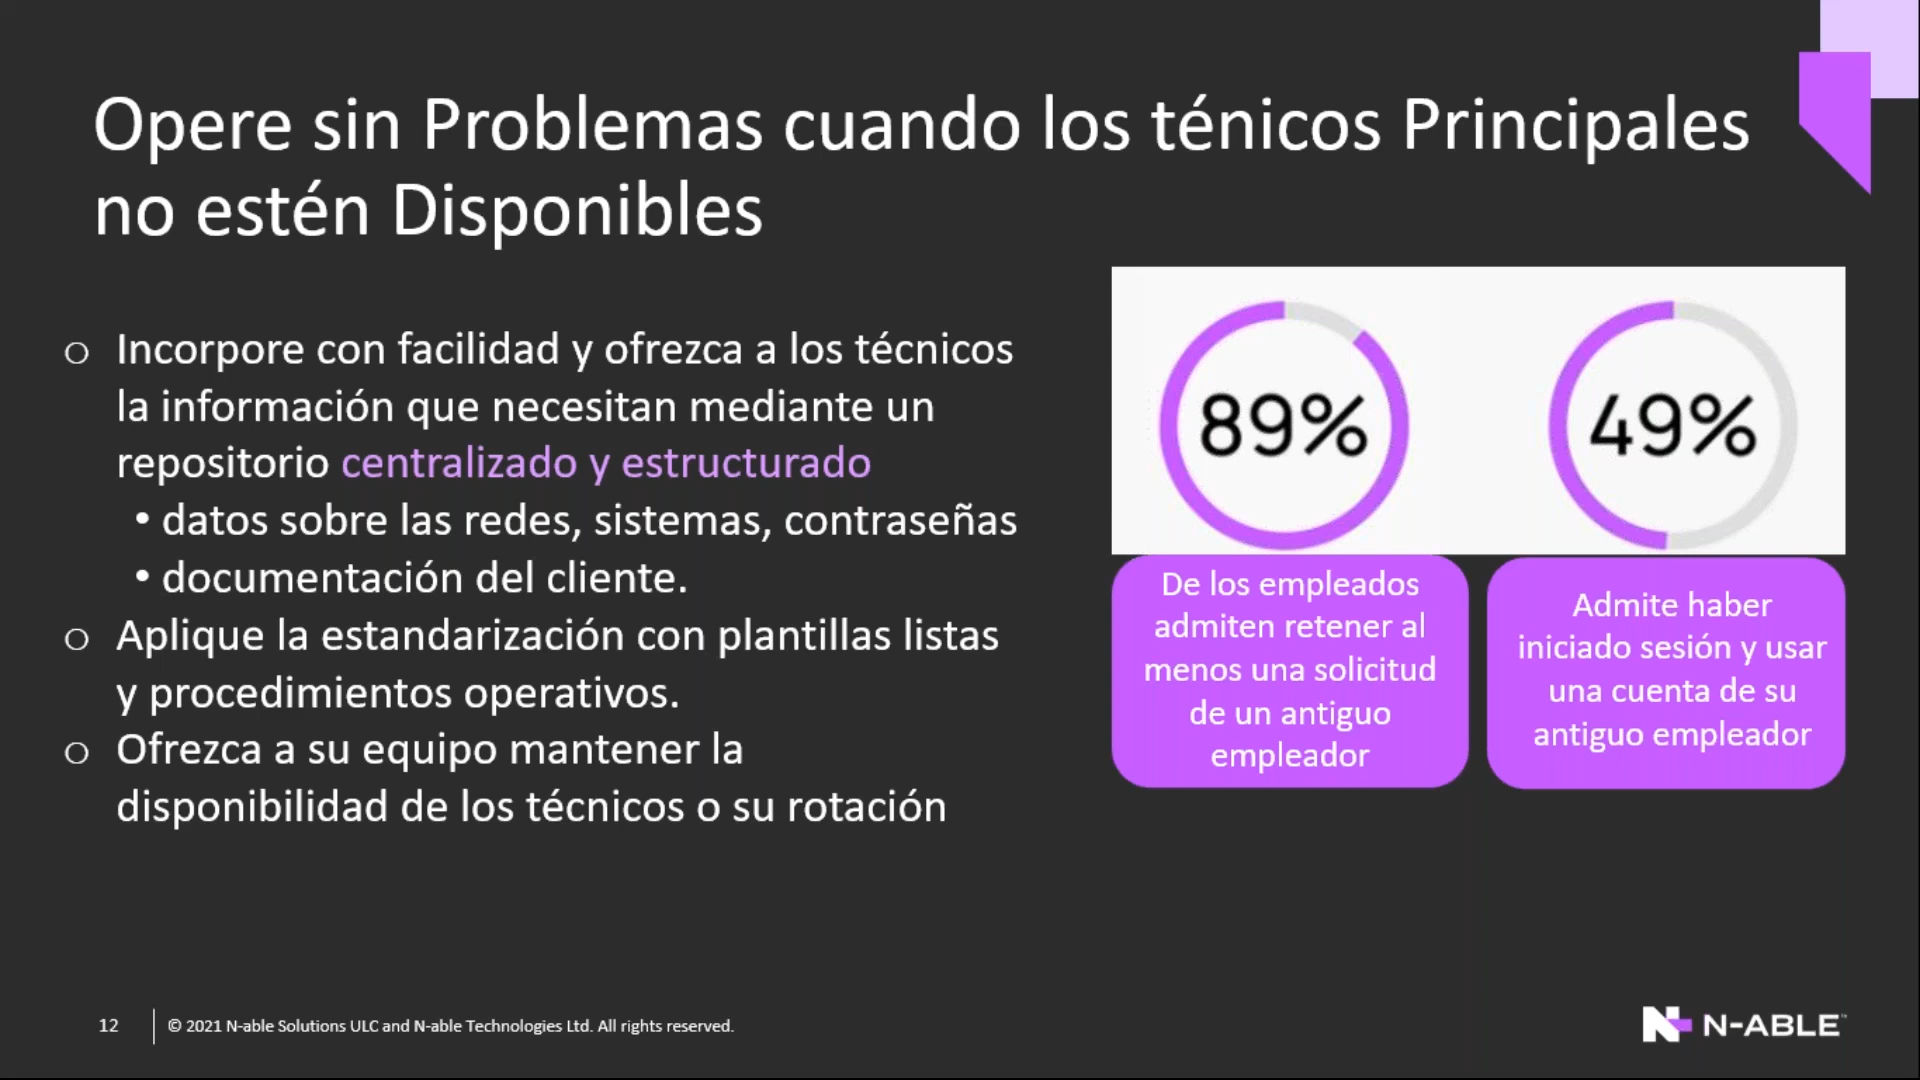 Opere sin Problemas cuando los ténicos Principales
no estén Disponibles
o Incorpore con facilidad y ofrezca a los técnicos
la información que necesitan mediante un
repositorio centralizado y estructurado
• datos sobre las redes, sistemas, contraseñas
• documentación del cliente.
o Aplique la estandarización con plantillas listas
y procedimientos operativos.
o Ofrezca a su equipo mantener la
disponibilidad de los técnicos o su rotación
89%
De los empleados
admiten retener al
menos una solicitud
de un antiguo
empleador
49%
Admite haber
iniciado sesión y usar
una cuenta de su
antiguo empleador
12
© 2021 N-able Solutions ULC and N-able Technologies Ltd. All rights reserved.
N-ABLE™